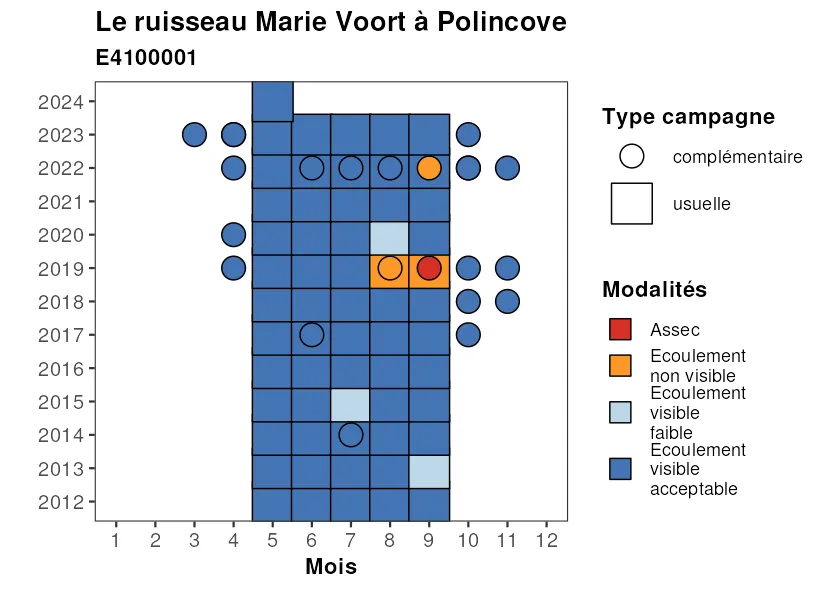 Le ruisseau Marie Voort à Polincove
E4100001
2024
2023
2022
2021
2020
2019
2018
2017
2016
2015
2014
2013
2012
1 2 3 4 5 6 7 8 9 10 11 12
Mois
Type campagne
complémentaire
usuelle
Modalités
Assec
Ecoulement
non visible
Ecoulement
visible
faible
Ecoulement
visible
acceptable